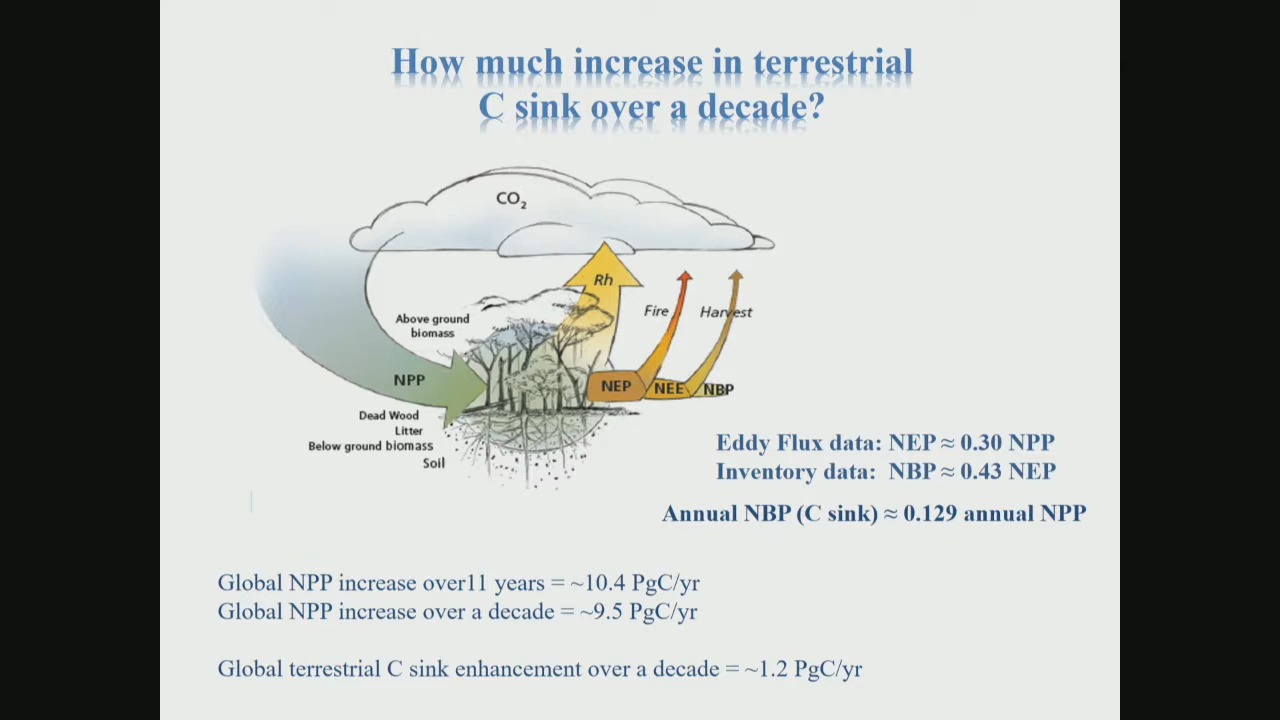 How much increase in terrestrial
C sink over a decade?
CO₂
Rh
Fire
Harvest
Above ground
biomass
NPP
NEP
NEE
NBP
Dead Wood
Litter
Below ground biomass
Soil
Eddy Flux data: NEP ≈ 0.30 NPP
Inventory data: NBP ≈ 0.43 NEP
Annual NBP (C sink) ≈ 0.129 annual NPP
Global NPP increase over11 years = ~10.4 PgC/yr
Global NPP increase over a decade = ~9.5 PgC/yr
Global terrestrial C sink enhancement over a decade = ~1.2 PgC/yr